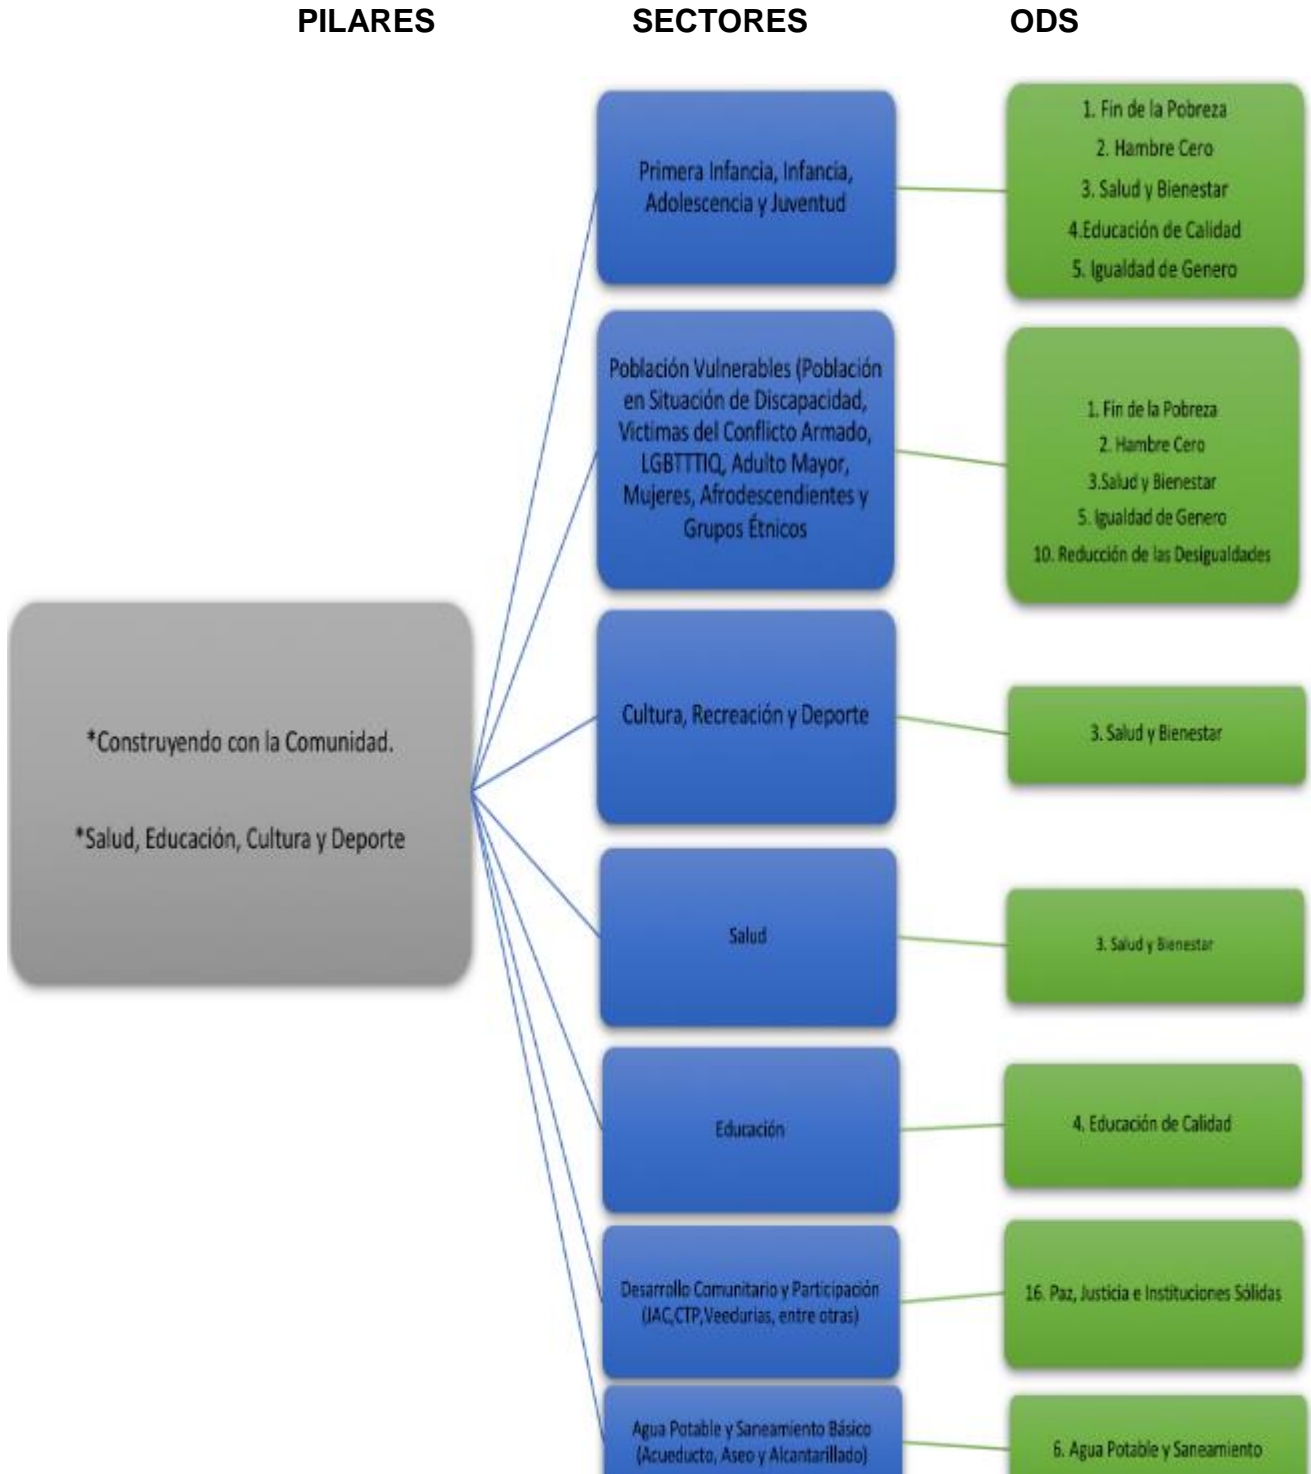 PILARES SECTORES ODS
Primera Infancia, Infancia,
Adolescencia y Juventud
1. Fin de la Pobreza
2. Hambre Cero
3. Salud y Bienestar
4.Educación de Calidad
5. Igualdad de Genero
Población Vulnerables (Población
en Situación de Discapacidad,
Victimas del Conflicto Armado,
LGBTTTIQ, Adulto Mayor,
Mujeres, Afrodescendientes y
Grupos Étnicos
1. Fin de la Pobreza
2. Hambre Cero
3.Salud y Bienestar
5. Igualdad de Genero
10. Reducción de las Desigualdades
*Construyendo con la Comunidad.
*Salud, Educación, Cultura y Deporte
Cultura, Recreación y Deporte
3. Salud y Bienestar
Salud
3. Salud y Bienestar
Educación
4. Educación de Calidad
Desarrollo Comunitario y Participación
(JAC,CTP,Veedurias, entre otras)
16. Paz, Justicia e Instituciones Sólidas
Agua Potable y Saneamiento Básico
(Acueducto, Aseo y Alcantarillado)
6. Agua Potable y Saneamiento